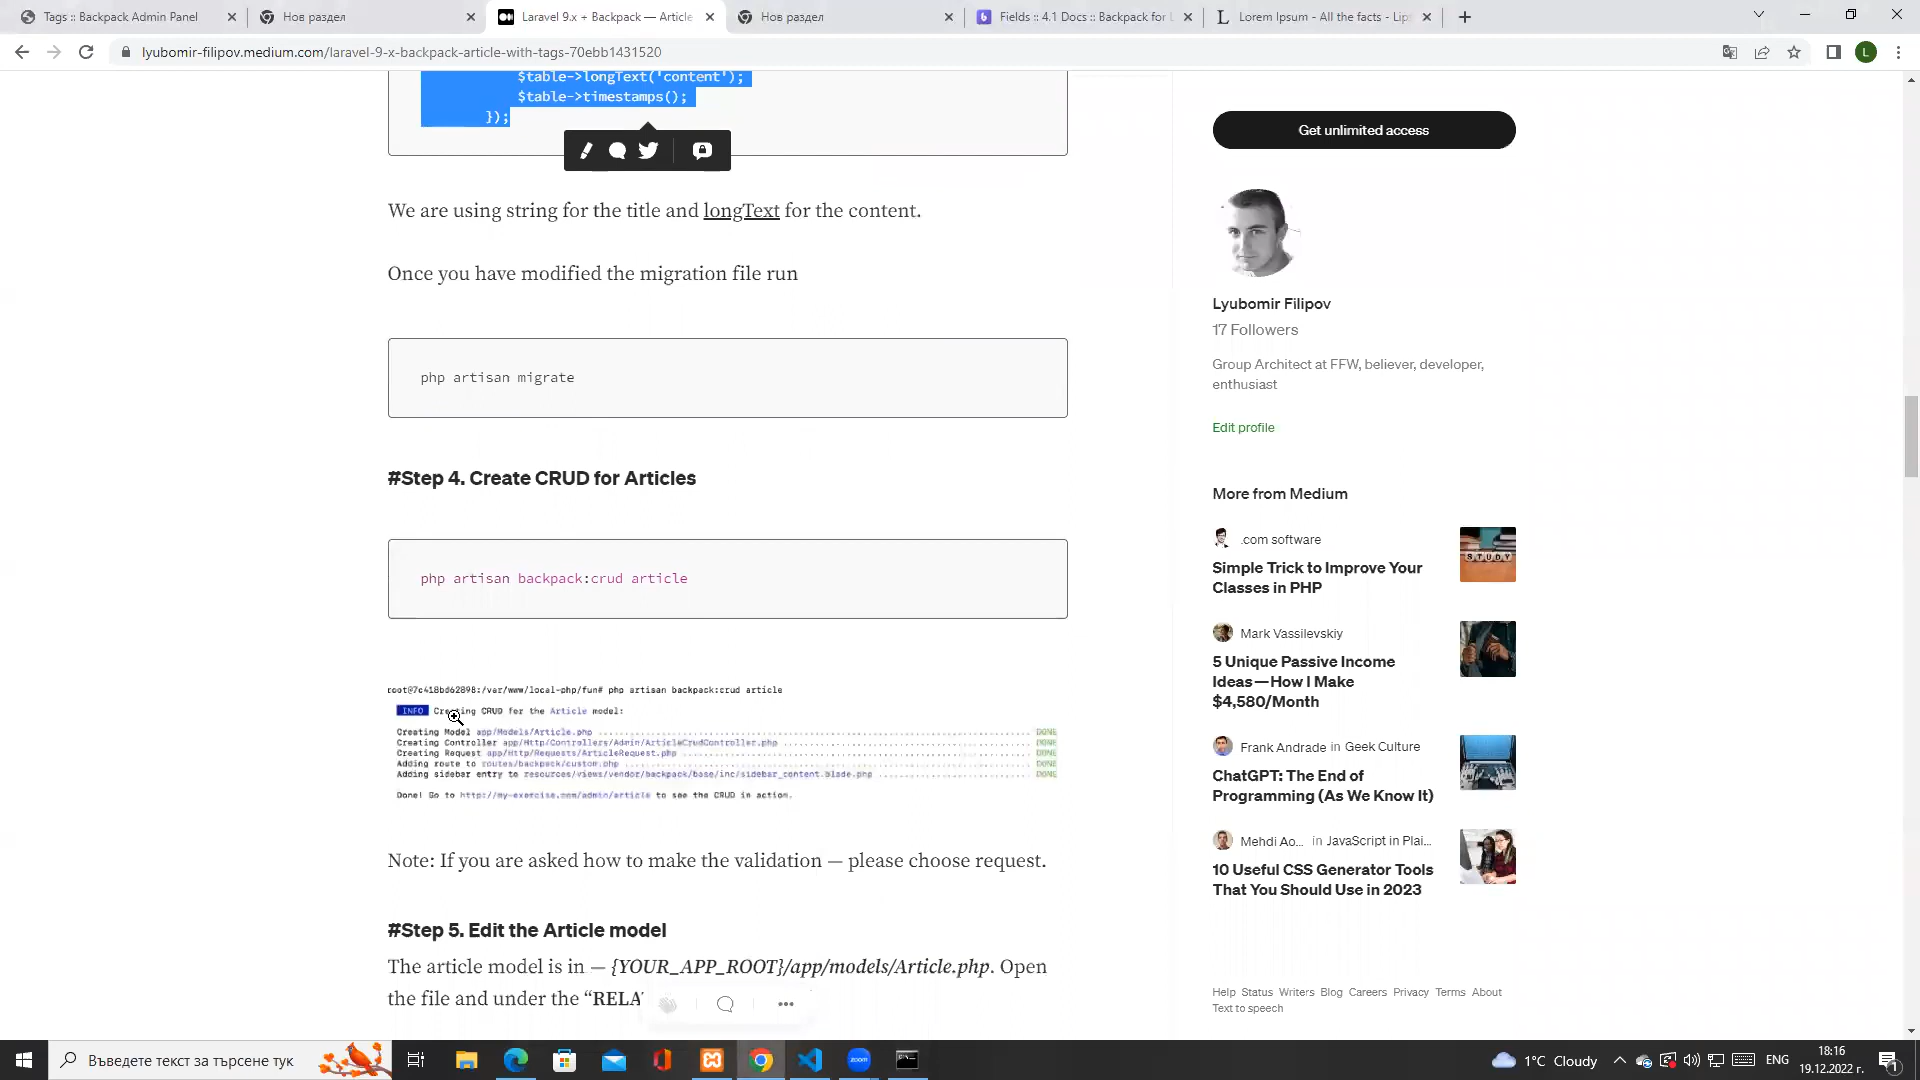 Tags :: Backpack Admin Panel
Нов раздел
Laravel 9.x + Backpack — Article
Нов раздел
Fields :: 4.1 Docs :: Backpack for L
Lorem Ipsum - All the facts - Lips
lyubomir-filipov.medium.com/laravel-9-x-backpack-article-with-tags-70ebb1431520
L
$table->longText('content');
$table->timestamps();
});
We are using string for the title and longText for the content.
Once you have modified the migration file run
php artisan migrate
#Step 4. Create CRUD for Articles
php artisan backpack:crud article
root@7c418bd62098:/var/www/local-php/fun# php artisan backpack:crud article
INFO Creating CRUD for the Article model:
Creating Model app/Models/Article.php DONE
Creating Controller app/Http/Controllers/Admin/ArticleCrudController.php DONE
Creating Request app/Http/Requests/ArticleRequest.php DONE
Adding route to routes/backpack/custom.php DONE
Adding sidebar entry to resources/views/vendor/backpack/base/inc/sidebar_content.blade.php DONE
Done! Go to http://my-exercise.com/admin/article to see the CRUD in action.
Note: If you are asked how to make the validation — please choose request.
#Step 5. Edit the Article model
The article model is in — {YOUR_APP_ROOT}/app/models/Article.php. Open
the file and under the “RELA
Get unlimited access
Lyubomir Filipov
17 Followers
Group Architect at FFW, believer, developer,
enthusiast
Edit profile
More from Medium
.com software
Simple Trick to Improve Your
Classes in PHP
STUDY
Mark Vassilevskiy
5 Unique Passive Income
Ideas — How I Make
$4,580/Month
Frank Andrade in Geek Culture
ChatGPT: The End of
Programming (As We Know It)
Mehdi Ao... in JavaScript in Plai...
10 Useful CSS Generator Tools
That You Should Use in 2023
Help Status Writers Blog Careers Privacy Terms About
Text to speech
Въведете текст за търсене тук
zoom
1°C Cloudy
ENG
18:16
19.12.2022 г.
1